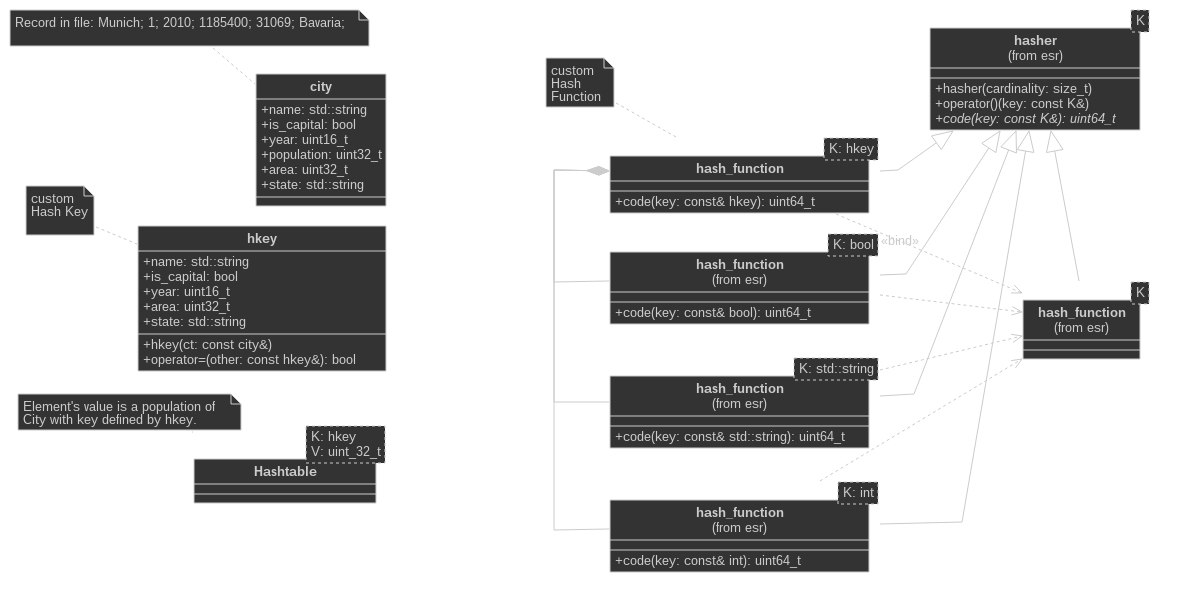 Record in file: Munich; 1; 2010; 1185400; 31069; Bavaria;
city
+name: std::string
+is_capital: bool
+year: uint16_t
+population: uint32_t
+area: uint32_t
+state: std::string
custom
Hash Key
hkey
+name: std::string
+is_capital: bool
+year: uint16_t
+area: uint32_t
+state: std::string
+hkey(ct: const city&)
+operator=(other: const hkey&): bool
Element's value is a population of
City with key defined by hkey.
K: hkey
V: uint_32_t
Hashtable
custom
Hash
Function
K: hkey
hash_function
+code(key: const& hkey): uint64_t
K: bool
«bind»
hash_function
(from esr)
+code(key: const& bool): uint64_t
K: std::string
hash_function
(from esr)
+code(key: const& std::string): uint64_t
K: int
hash_function
(from esr)
+code(key: const& int): uint64_t
K
hasher
(from esr)
+hasher(cardinality: size_t)
+operator()(key: const K&)
+code(key: const K&): uint64_t
K
hash_function
(from esr)